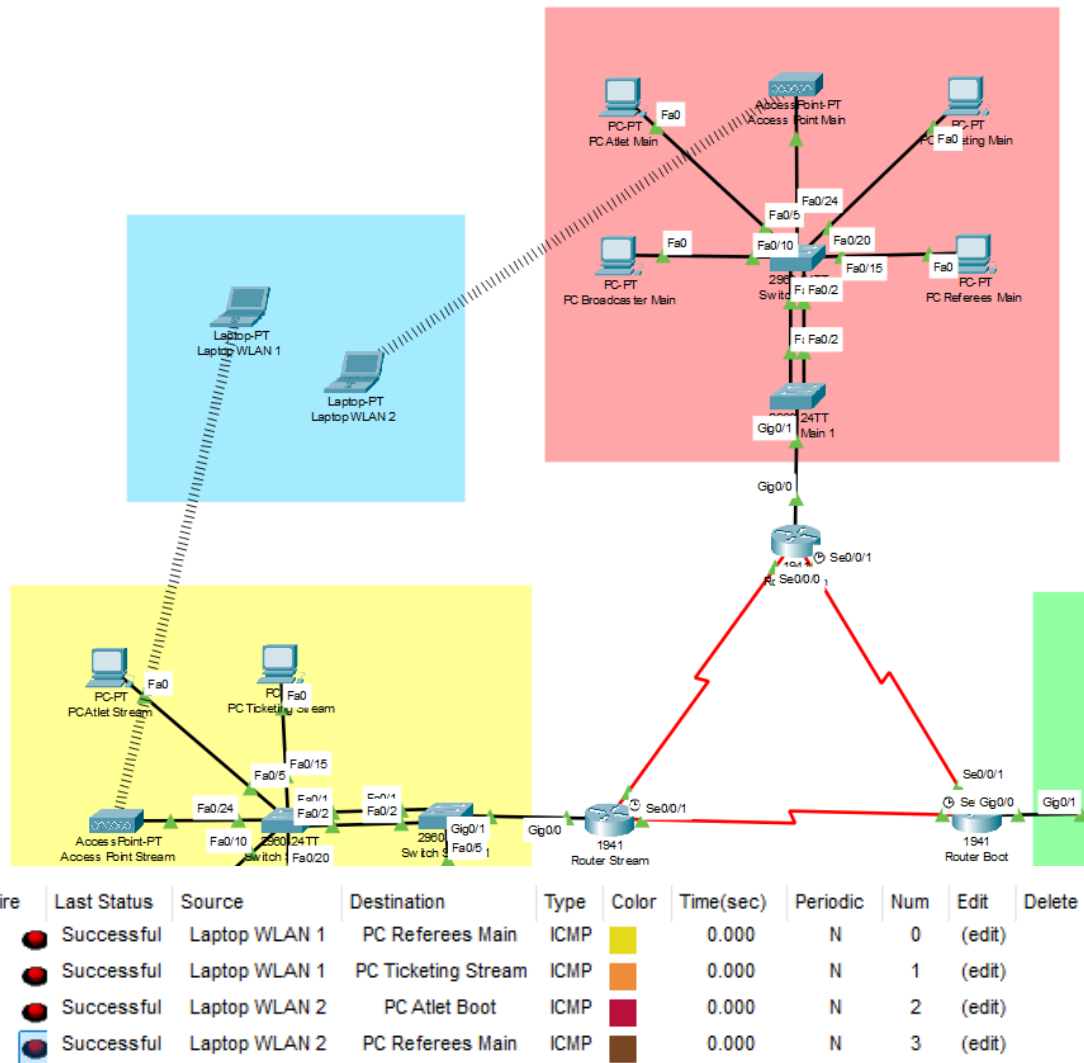 PC-PT
PC Atlet Main
Fa0
AccessPoint-PT
Access Point Main
PC-PT
Fa0
Fa0/24
Fa0/5
Fa0/20
Fa0
Fa0/10
Fa0/15
Fa0
PC-PT
PC Broadcaster Main
PC-PT
PC Referees Main
Fa0/2
Fa0/2
Main 1
Gig0/1
Laptop-PT
Laptop WLAN 1
Laptop-PT
Laptop WLAN 2
Gig0/0
Se0/0/1
Se0/0/0
PC-PT
PC Atlet Stream
Fa0
Fa0
PC Ticketing Stream
Fa0/15
Fa0/5
Fa0/1
Fa0/24
Fa0/2
Fa0/2
Fa0/10
Fa0/20
Fa0/5
AccessPoint-PT
Access Point Stream
Gig0/1
Gig0/0
Se0/0/1
1941
Router Stream
Se0/0/1
Gig0/0
Gig0/1
1941
Router Boot
Last Status Source Destination Type Color Time(sec) Periodic Num Edit Delete
Successful Laptop WLAN 1 PC Referees Main ICMP 0.000 N 0 (edit)
Successful Laptop WLAN 1 PC Ticketing Stream ICMP 0.000 N 1 (edit)
Successful Laptop WLAN 2 PC Atlet Boot ICMP 0.000 N 2 (edit)
Successful Laptop WLAN 2 PC Referees Main ICMP 0.000 N 3 (edit)